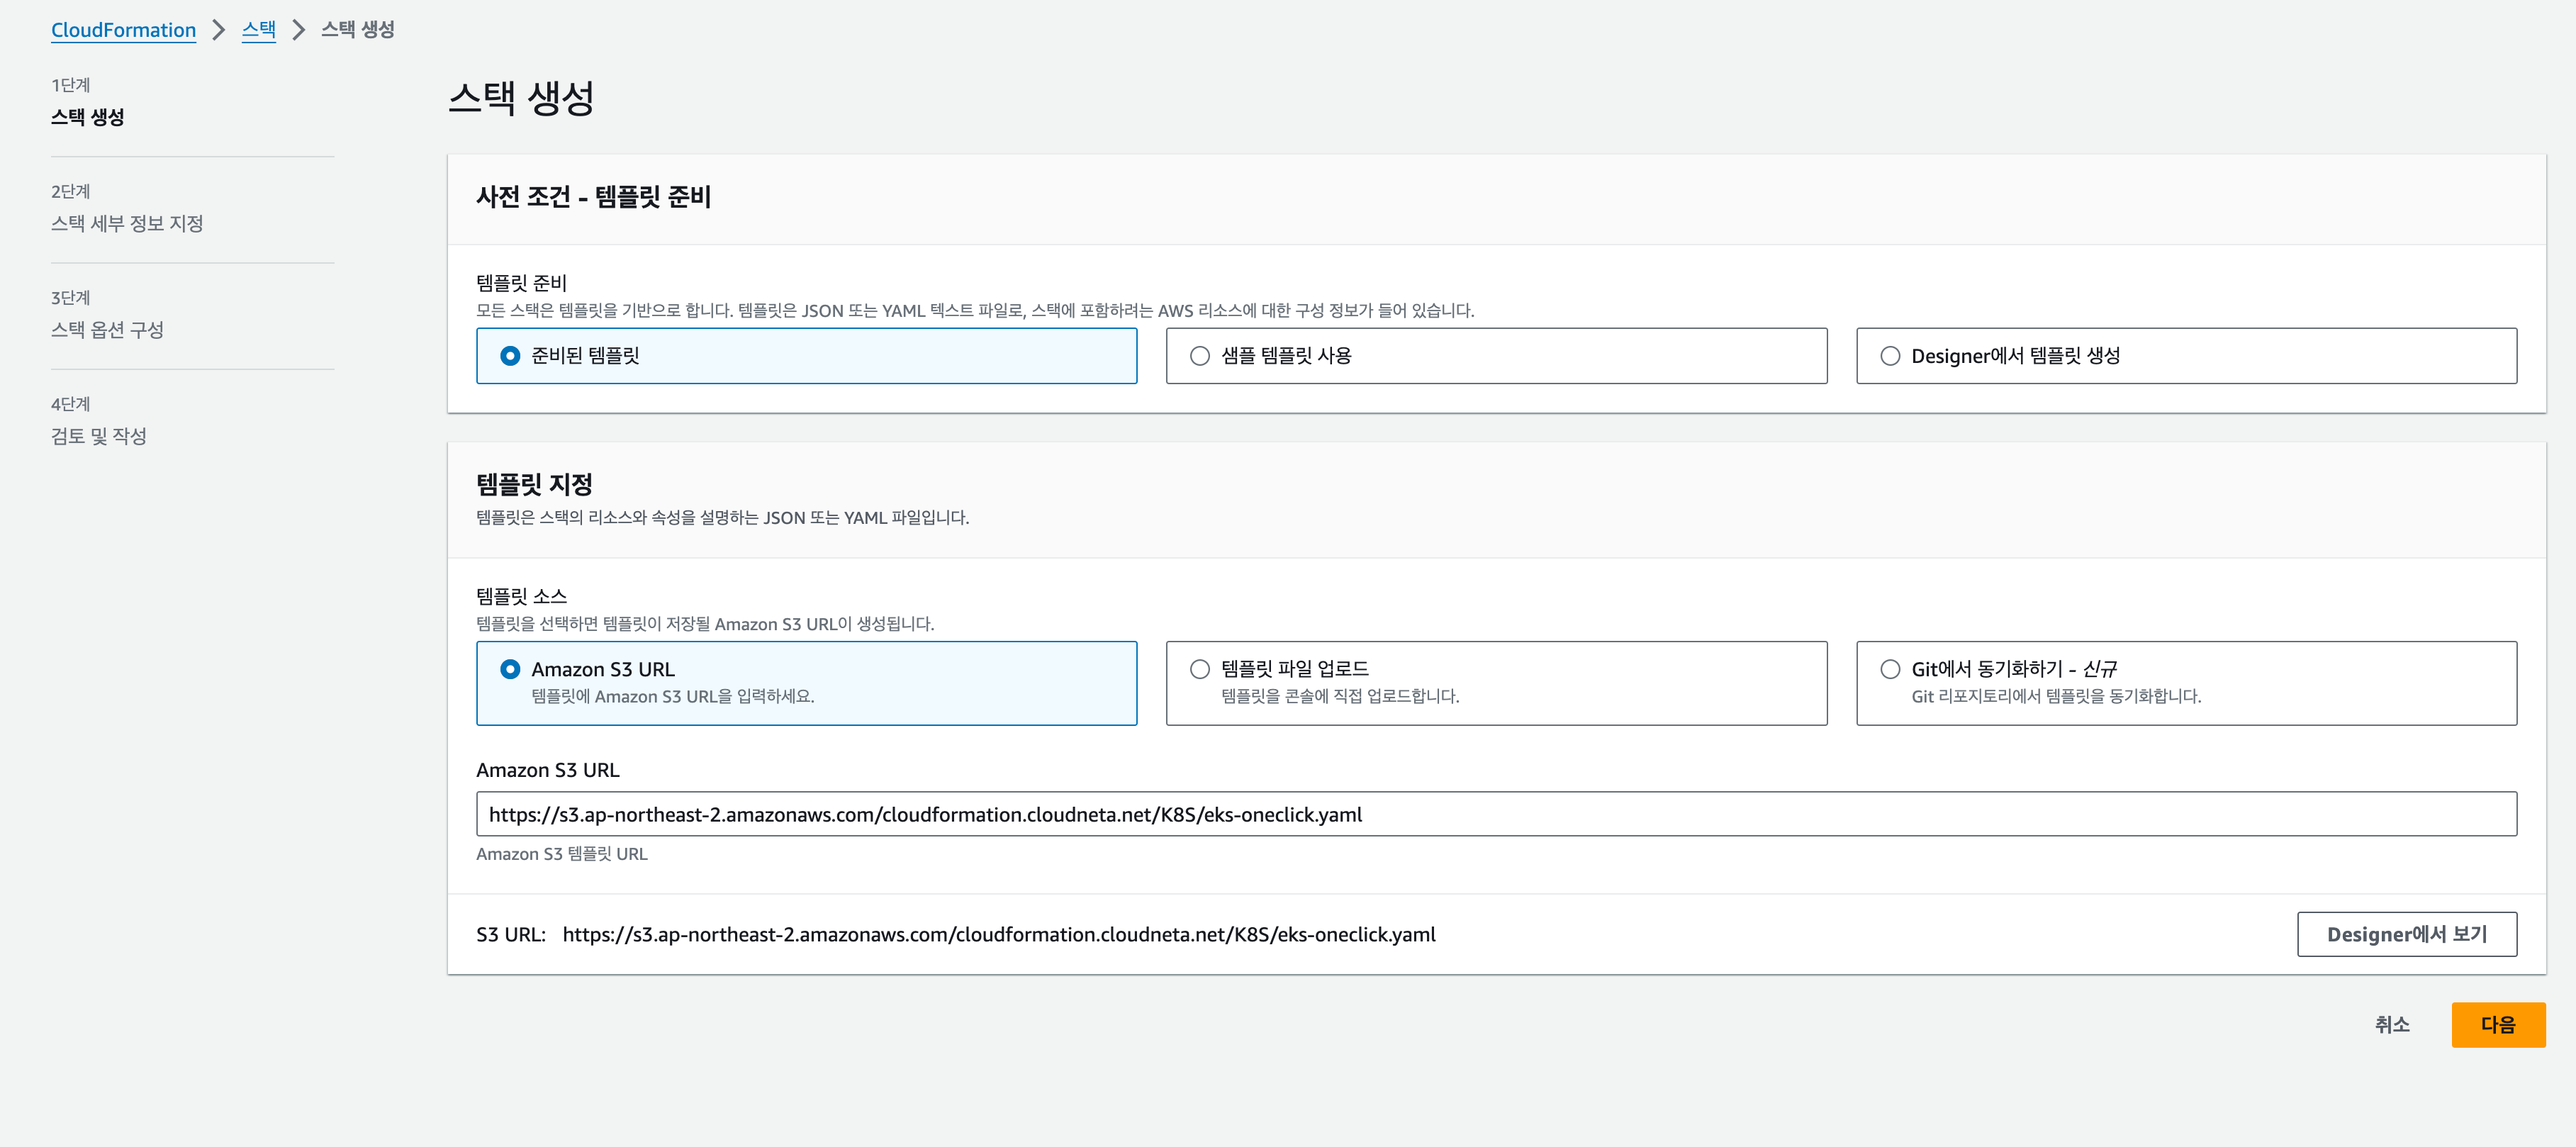 CloudFormation > 스택 > 스택 생성
1단계
스택 생성
2단계
스택 세부 정보 지정
3단계
스택 옵션 구성
4단계
검토 및 작성
스택 생성
사전 조건 - 템플릿 준비
템플릿 준비
모든 스택은 템플릿을 기반으로 합니다. 템플릿은 JSON 또는 YAML 텍스트 파일로, 스택에 포함하려는 AWS 리소스에 대한 구성 정보가 들어 있습니다.
준비된 템플릿
샘플 템플릿 사용
Designer에서 템플릿 생성
템플릿 지정
템플릿은 스택의 리소스와 속성을 설명하는 JSON 또는 YAML 파일입니다.
템플릿 소스
템플릿을 선택하면 템플릿이 저장될 Amazon S3 URL이 생성됩니다.
Amazon S3 URL
템플릿에 Amazon S3 URL을 입력하세요.
템플릿 파일 업로드
템플릿을 콘솔에 직접 업로드합니다.
Git에서 동기화하기 - 신규
Git 리포지토리에서 템플릿을 동기화합니다.
Amazon S3 URL
https://s3.ap-northeast-2.amazonaws.com/cloudformation.cloudneta.net/K8S/eks-oneclick.yaml
Amazon S3 템플릿 URL
S3 URL: https://s3.ap-northeast-2.amazonaws.com/cloudformation.cloudneta.net/K8S/eks-oneclick.yaml
Designer에서 보기
취소
다음